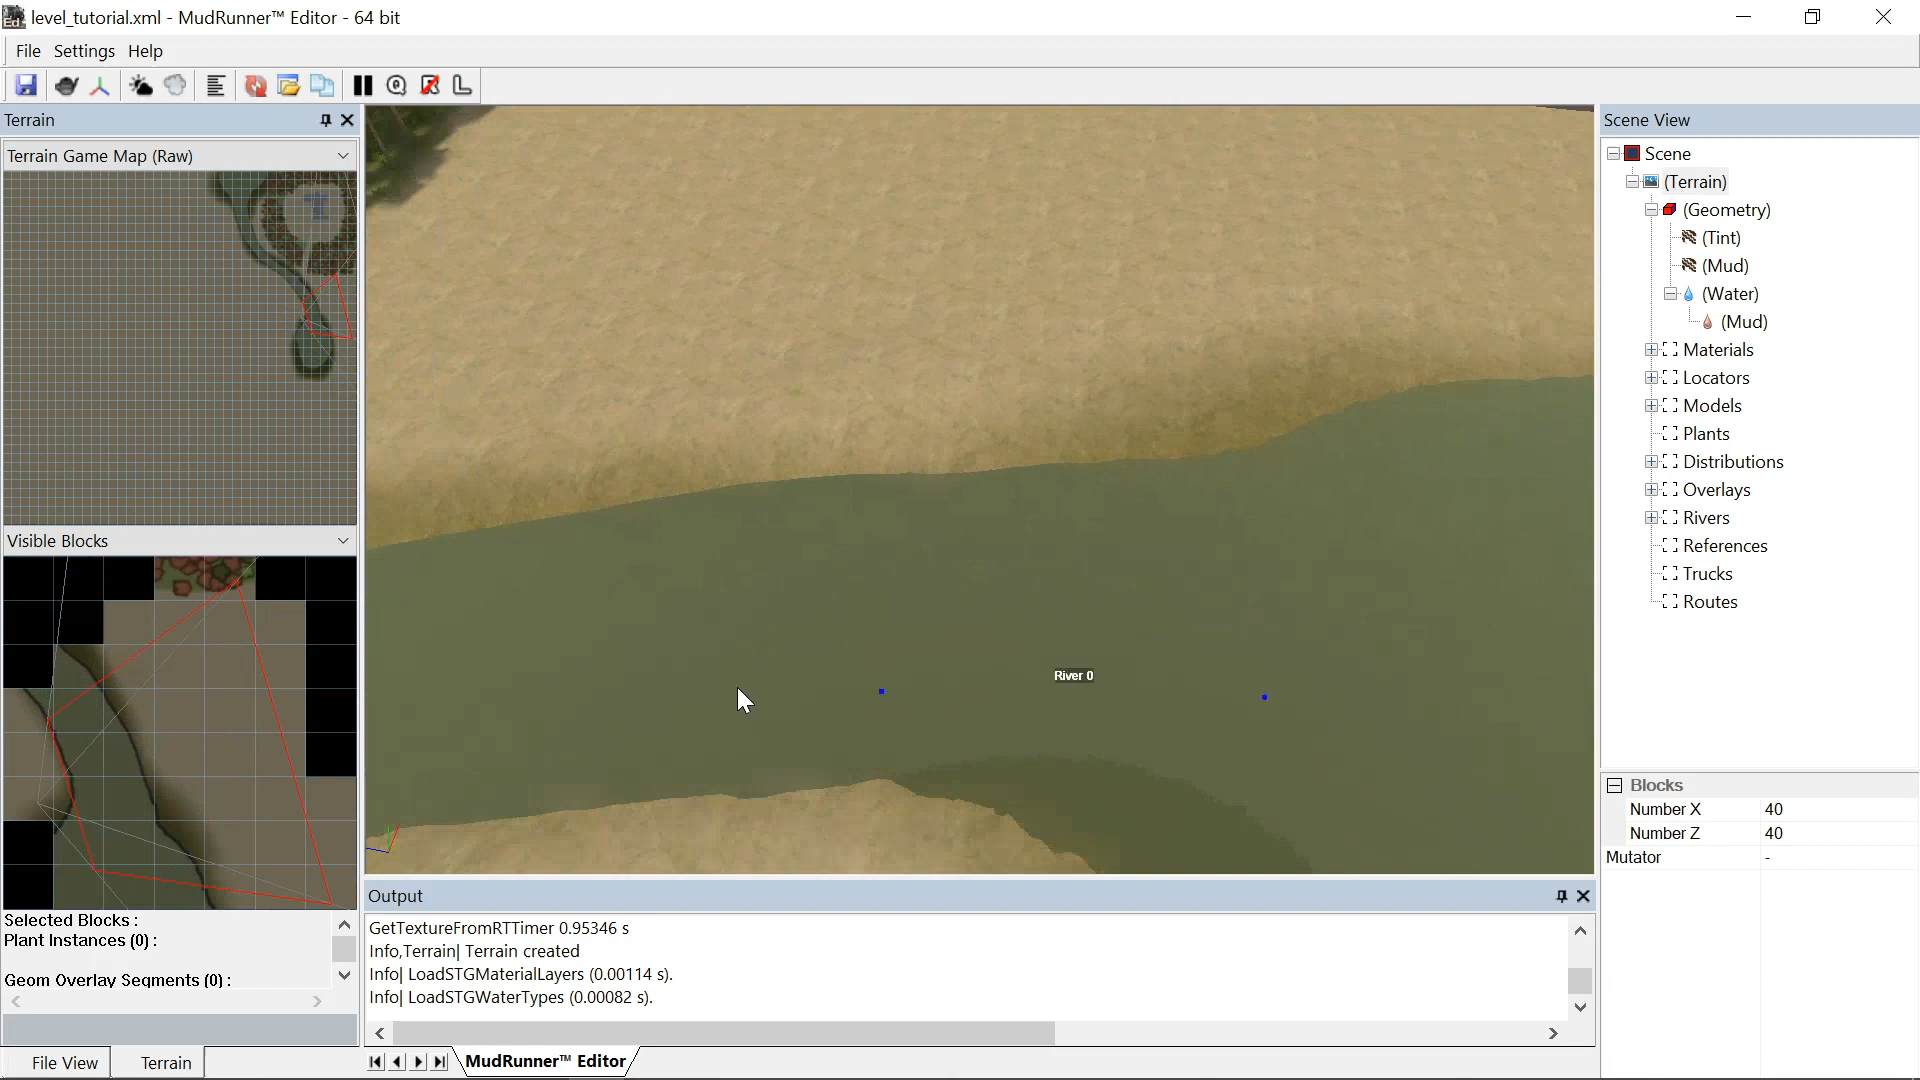 level_tutorial.xml - MudRunner™ Editor - 64 bit
File Settings Help
Terrain
Terrain Game Map (Raw)
Visible Blocks
Selected Blocks :
Plant Instances (0) :
Geom Overlay Segments (0) :
File View
Terrain
River 0
Output
GetTextureFromRTTimer 0.95346 s
Info,Terrain| Terrain created
Info| LoadSTGMaterialLayers (0.00114 s).
Info| LoadSTGWaterTypes (0.00082 s).
MudRunner™ Editor
Scene View
Scene
(Terrain)
(Geometry)
(Tint)
(Mud)
(Water)
(Mud)
Materials
Locators
Models
Plants
Distributions
Overlays
Rivers
References
Trucks
Routes
Blocks
Number X 40
Number Z 40
Mutator -